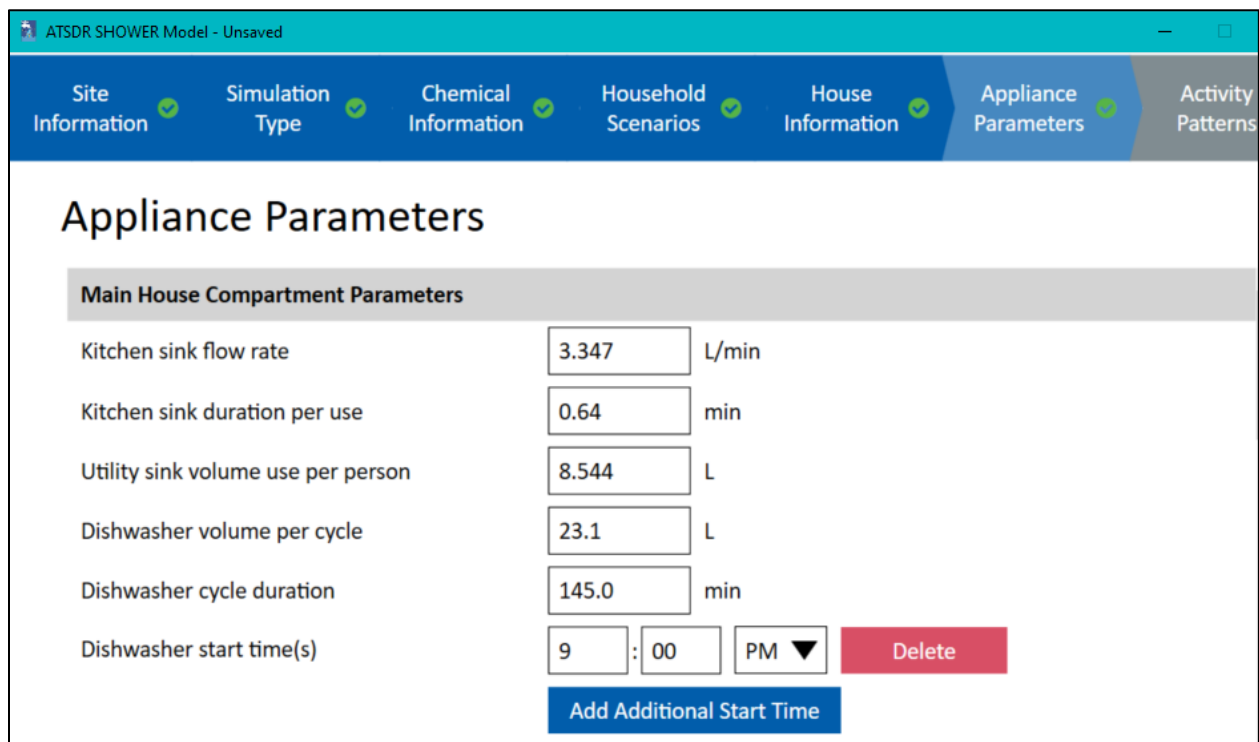 ATSDR SHOWER Model - Unsaved
Site Information
Simulation Type
Chemical Information
Household Scenarios
House Information
Appliance Parameters
Activity Patterns
Appliance Parameters
Main House Compartment Parameters
Kitchen sink flow rate 3.347 L/min
Kitchen sink duration per use 0.64 min
Utility sink volume use per person 8.544 L
Dishwasher volume per cycle 23.1 L
Dishwasher cycle duration 145.0 min
Dishwasher start time(s) 9 : 00 PM Delete
Add Additional Start Time